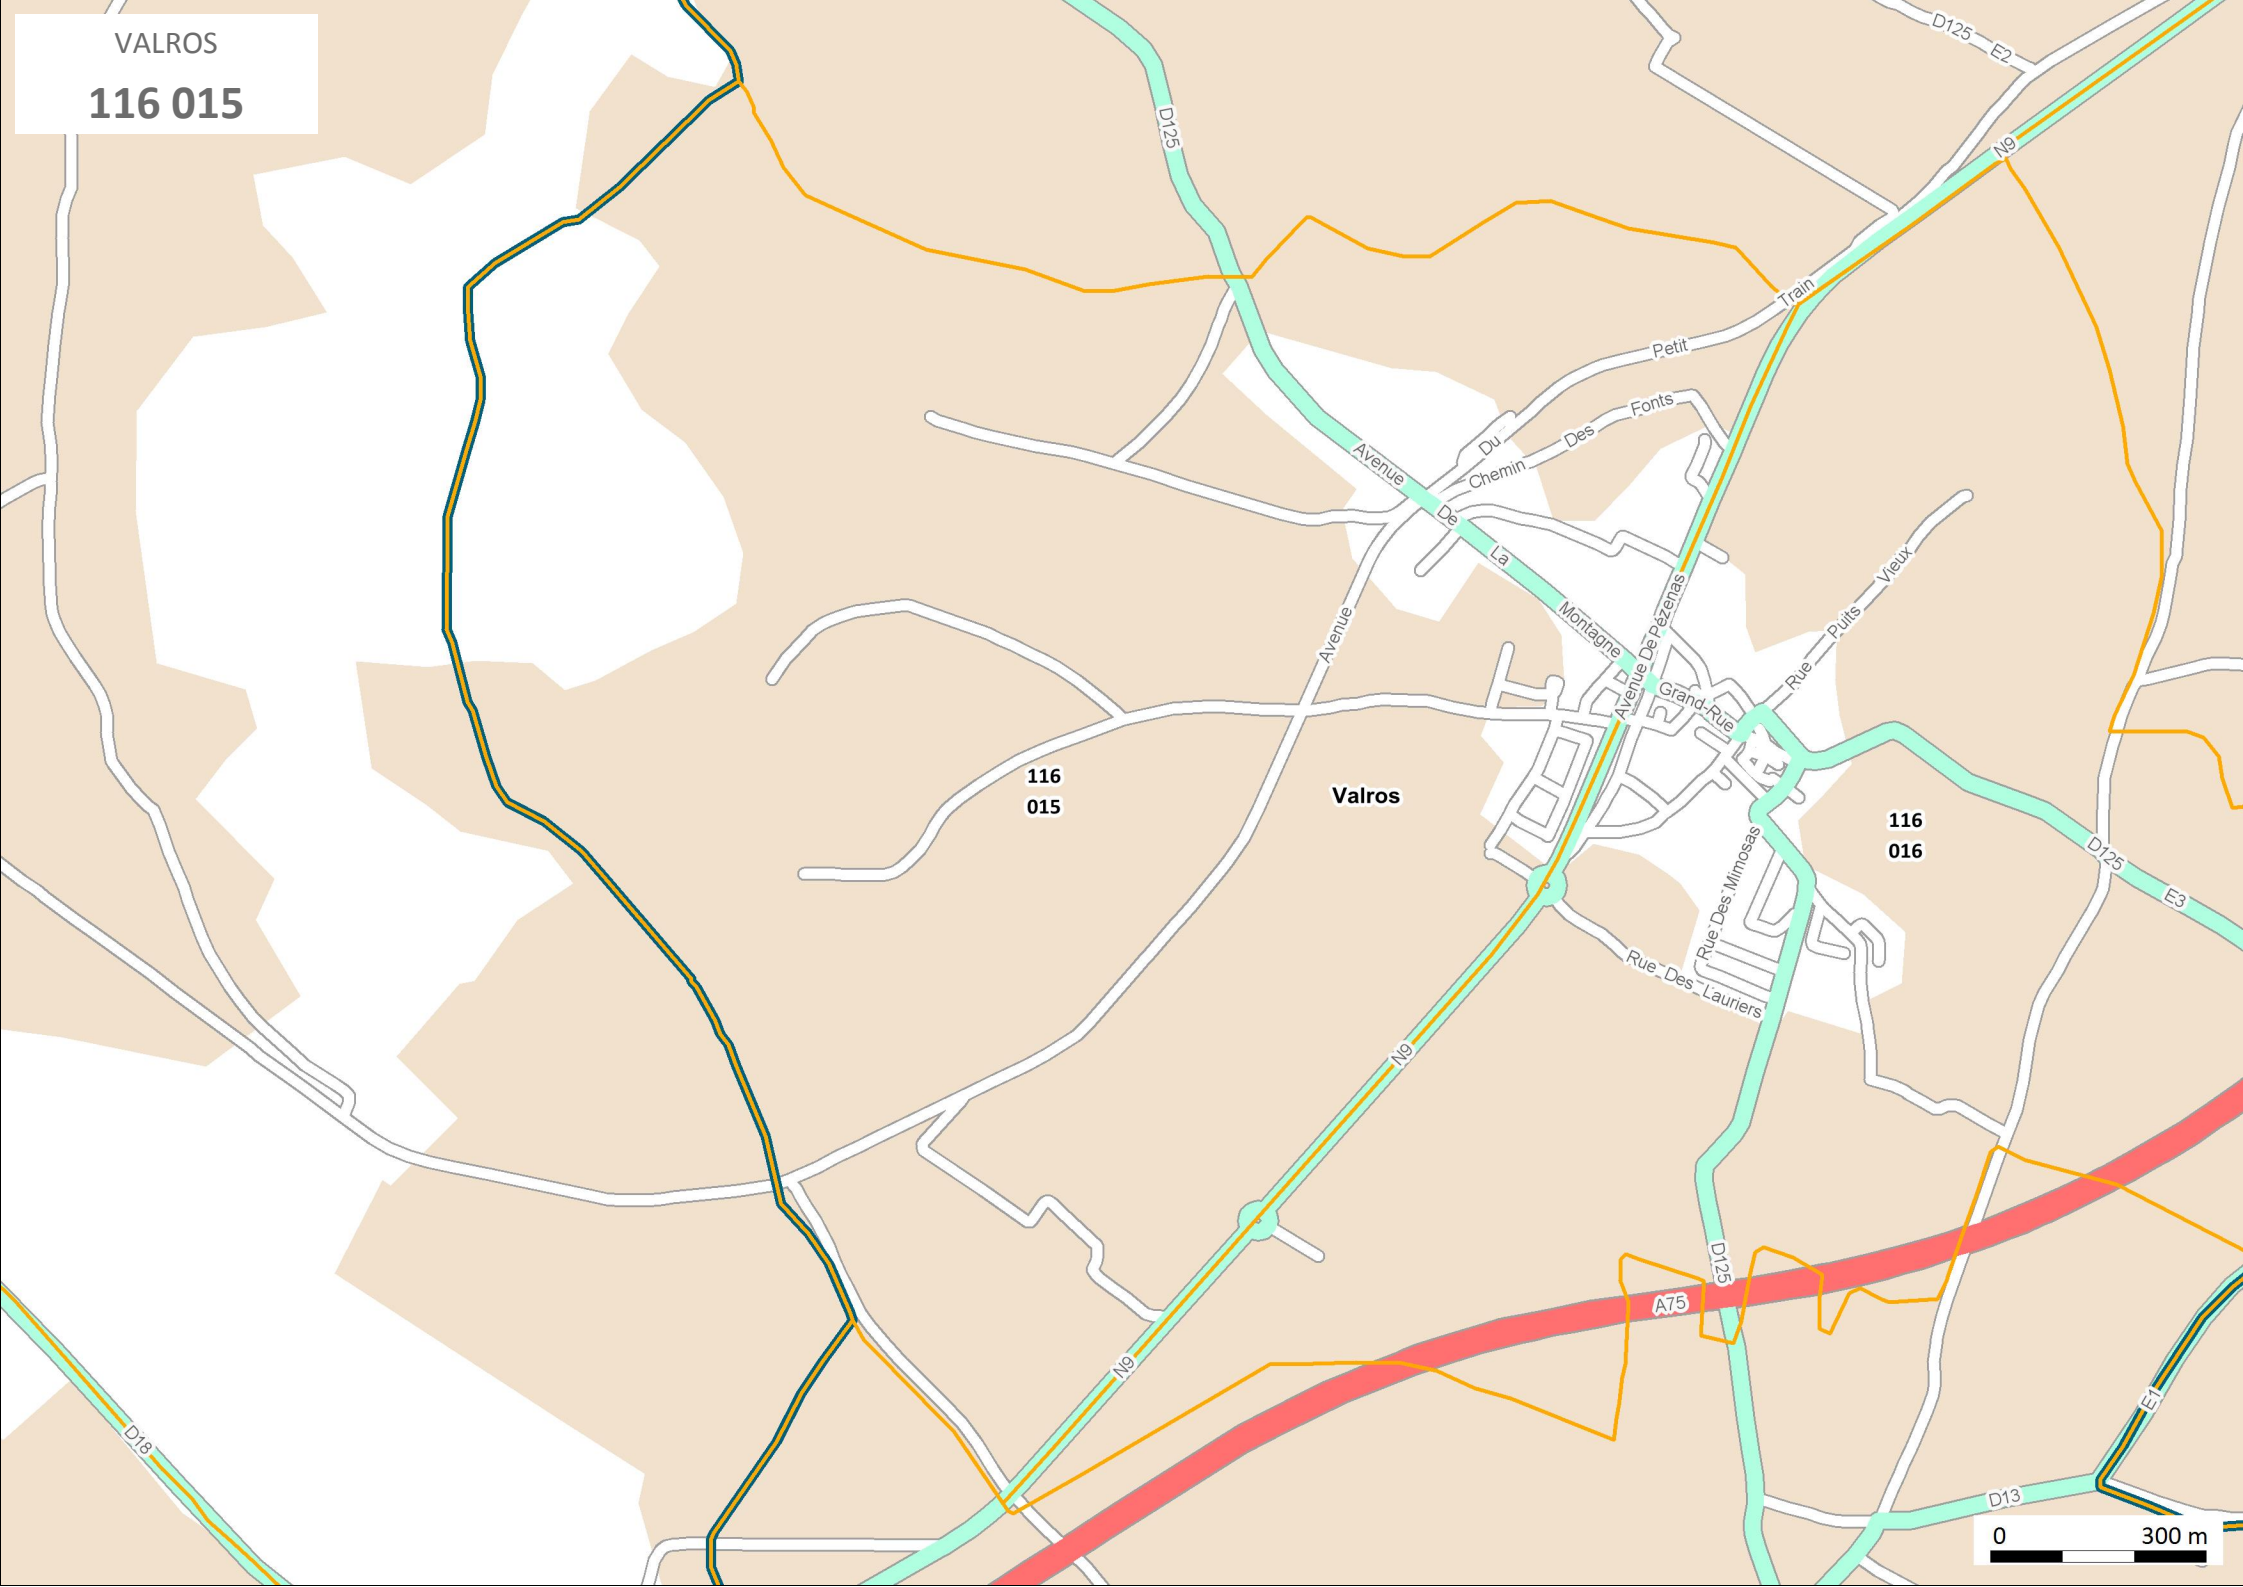 VALROS
116 015
D125 E2
N9
D125
Train
Petit
Du
Chemin Des Fonts
Avenue De La Montagne
Avenue
Avenue De Pézenas
Rue Puits Vieux
Grand-Rue
116
015
Valros
116
016
D125 E3
Rue Des Mimosas
Rue Des Lauriers
N9
D125
A75
N9
E1
D18
D13
0 300 m